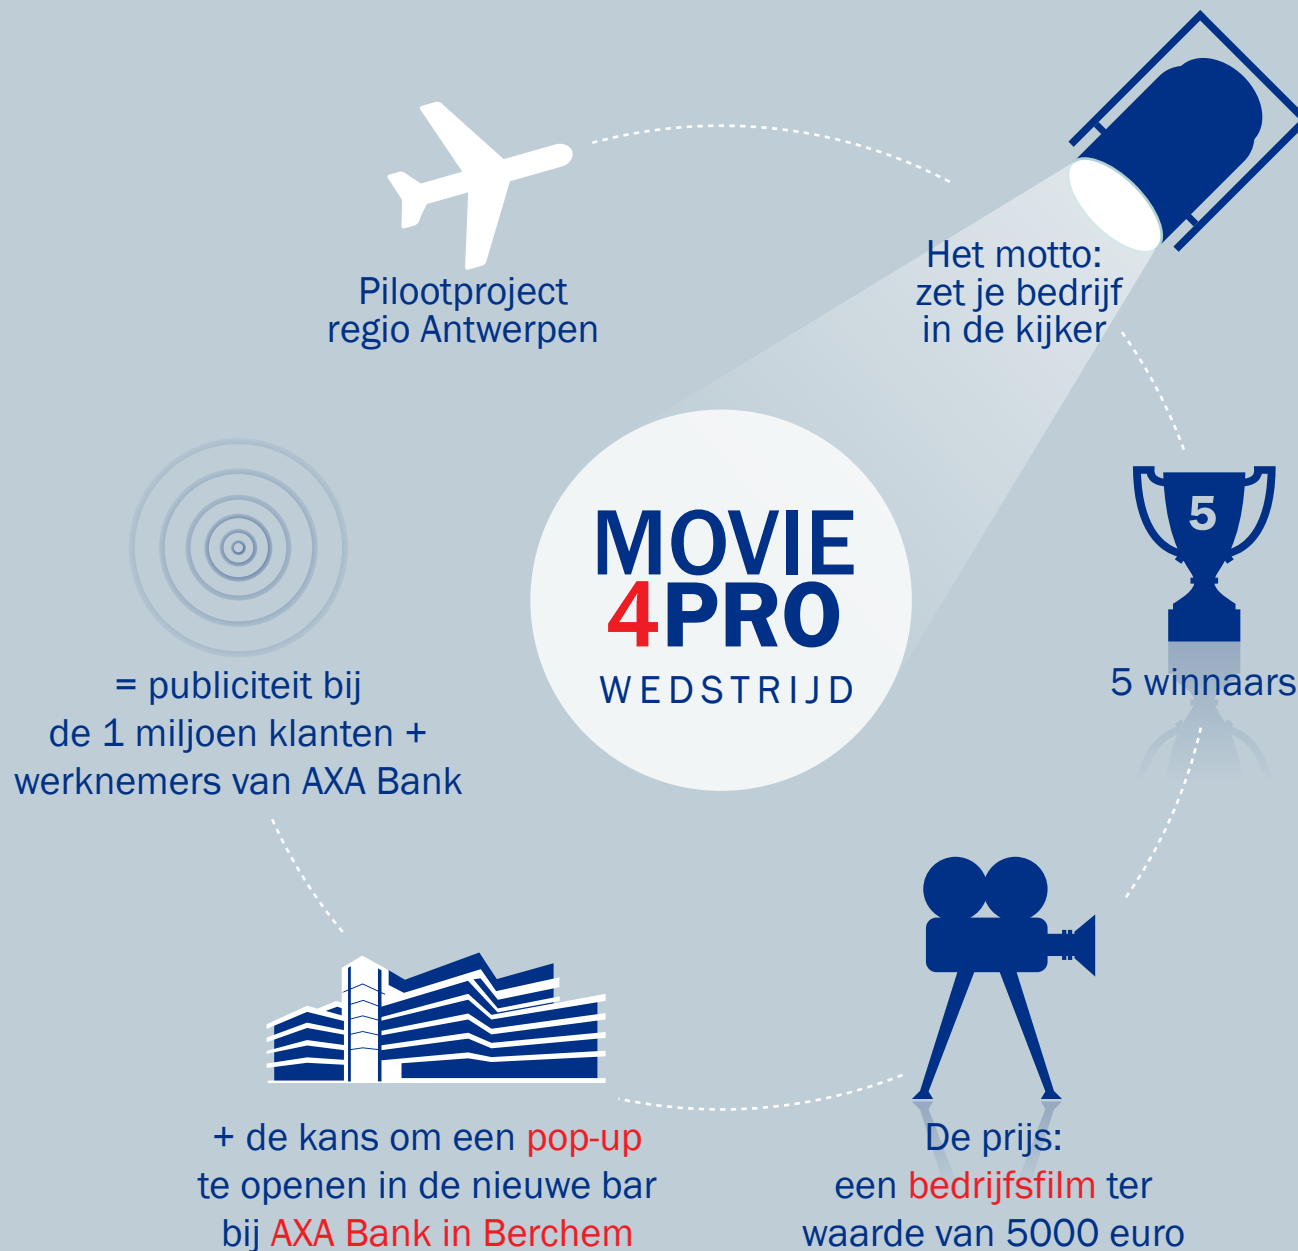 Pilootproject
regio Antwerpen
Het motto:
zet je bedrijf
in de kijker
5
5 winnaars
MOVIE
4PRO
WEDSTRIJD
De prijs:
een bedrijfsfilm ter
waarde van 5000 euro
+ de kans om een pop-up
te openen in de nieuwe bar
bij AXA Bank in Berchem
= publiciteit bij
de 1 miljoen klanten +
werknemers van AXA Bank